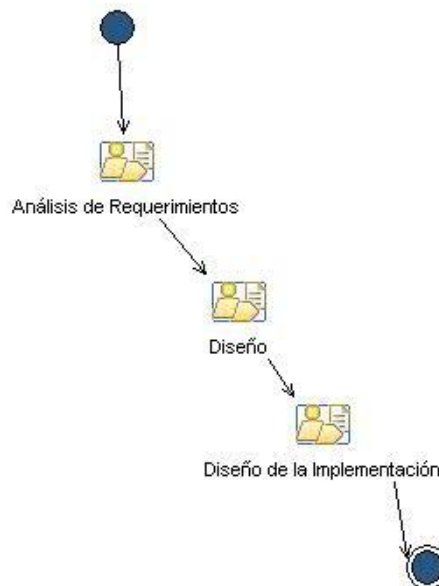 Análisis de Requerimientos
Diseño
Diseño de la Implementación